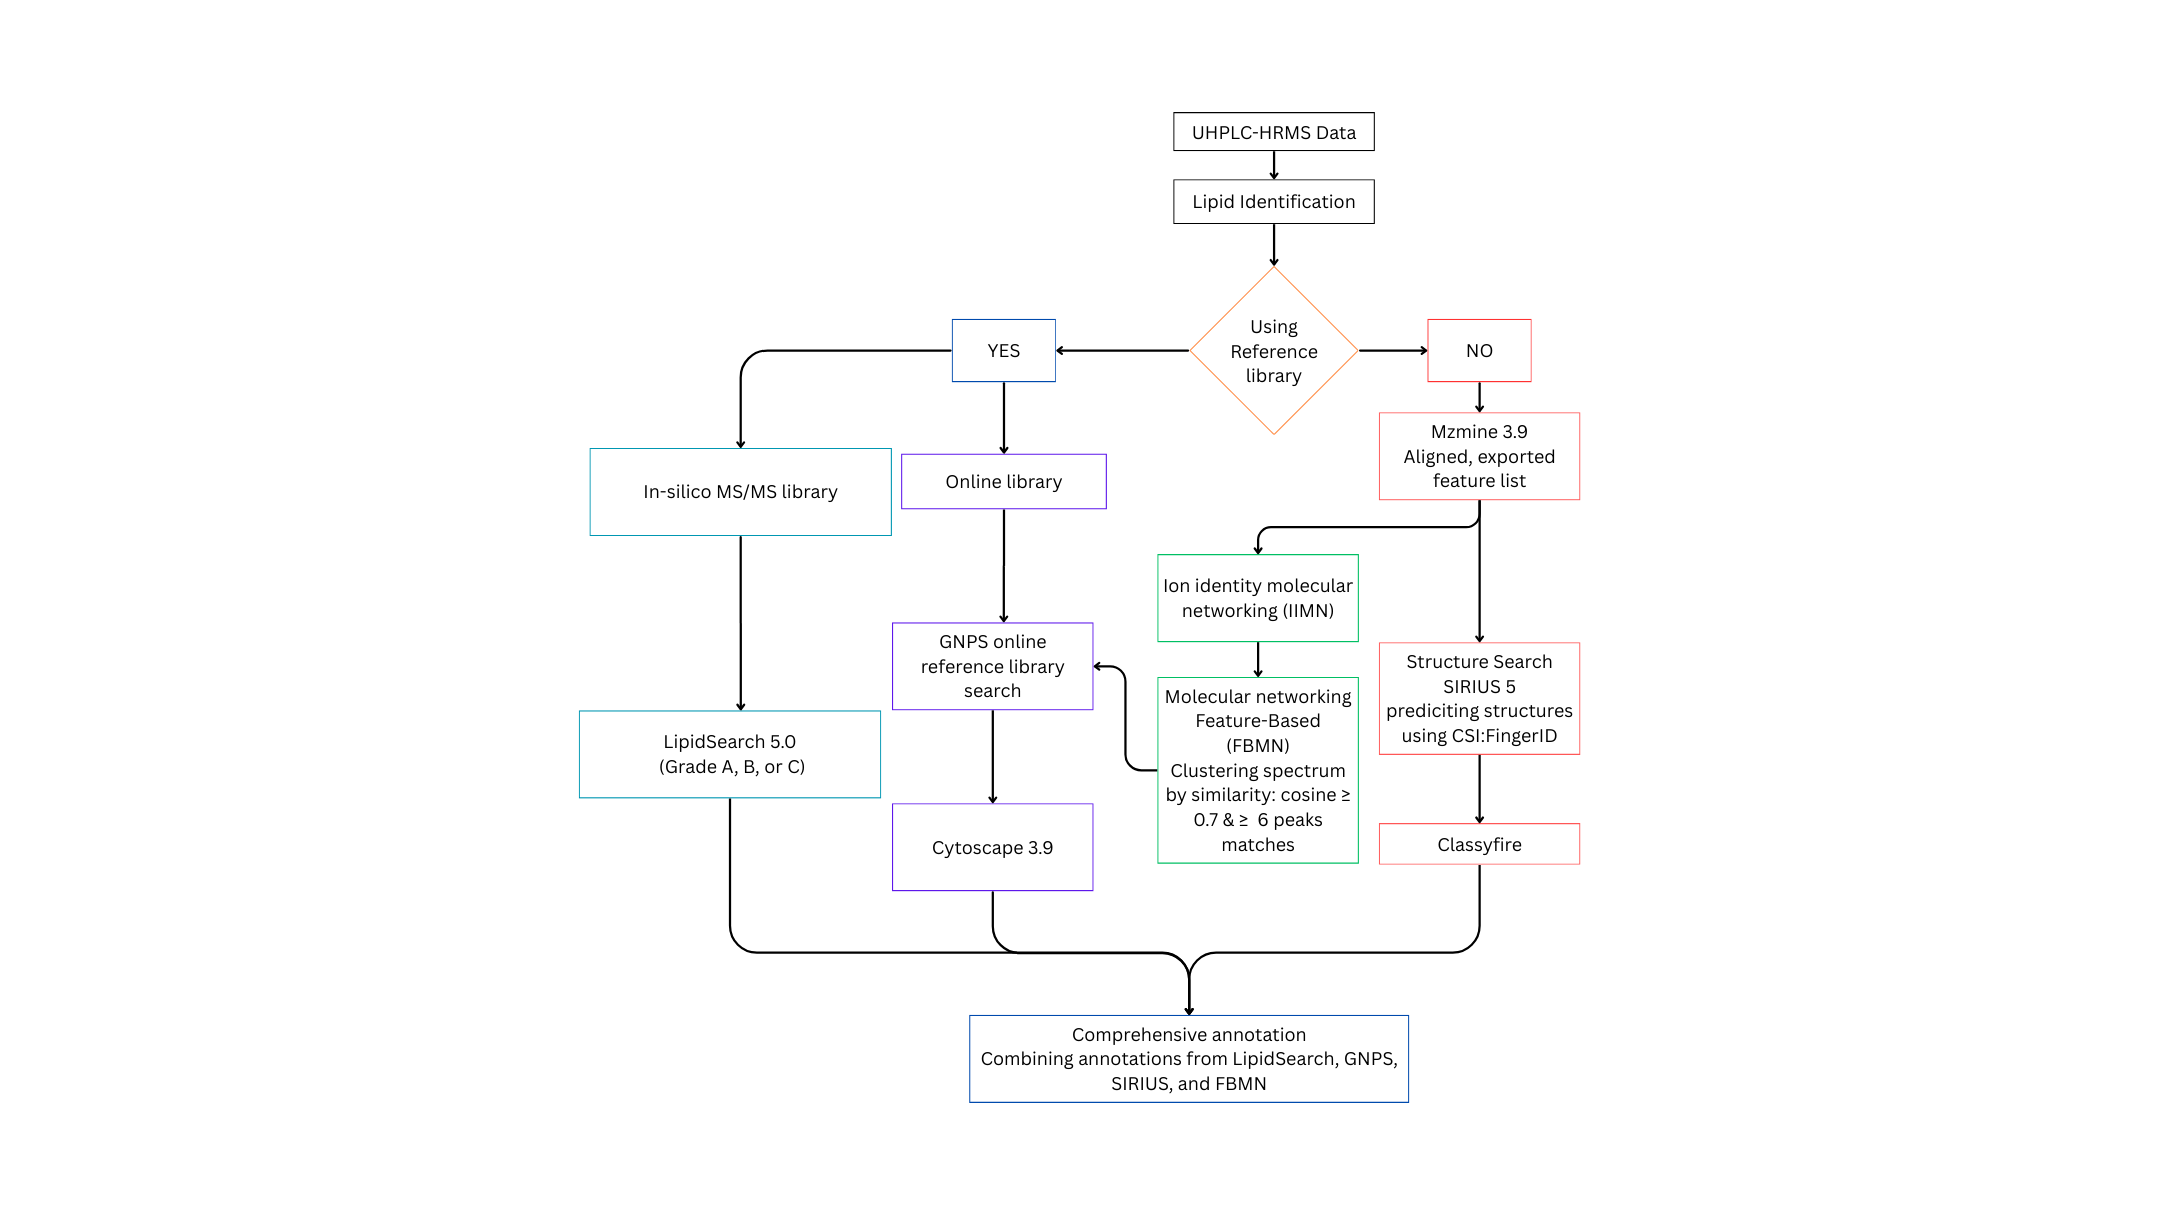 UHPLC-HRMS Data
Lipid Identification
Using
Reference
library
YES
NO
Mzmine 3.9
Aligned, exported
feature list
In-silico MS/MS library
Online library
Ion identity molecular
networking (IIMN)
GNPS online
reference library
search
Structure Search
SIRIUS 5
prediciting structures
using CSI:FingerID
Molecular networking
Feature-Based
(FBMN)
Clustering spectrum
by similarity: cosine ≥
0.7 & ≥ 6 peaks
matches
LipidSearch 5.0
(Grade A, B, or C)
Cytoscape 3.9
Classyfire
Comprehensive annotation
Combining annotations from LipidSearch, GNPS,
SIRIUS, and FBMN